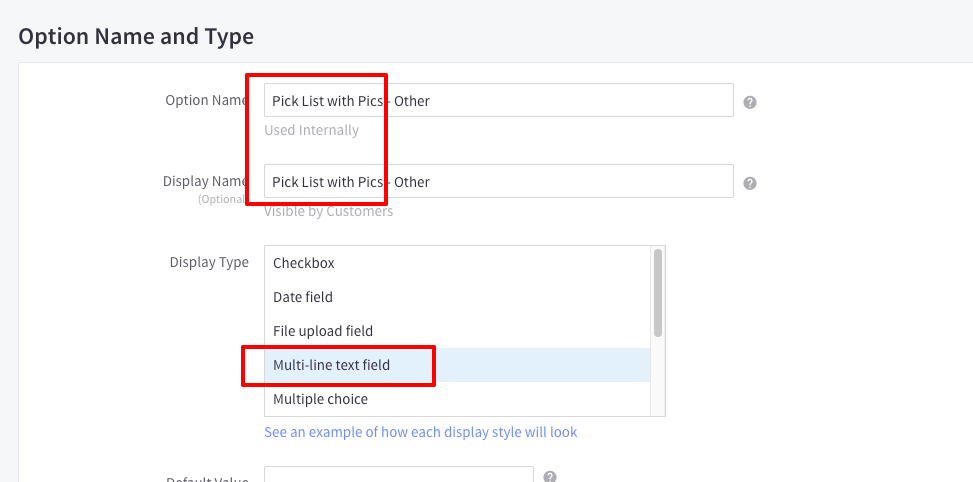 Option Name and Type
Option Name
Pick List with Pics - Other
Used Internally
Display Name
Pick List with Pics - Other
(Optional
Visible by Customers
Display Type
Checkbox
Date field
File upload field
Multi-line text field
Multiple choice
See an example of how each display style will look
Default Value